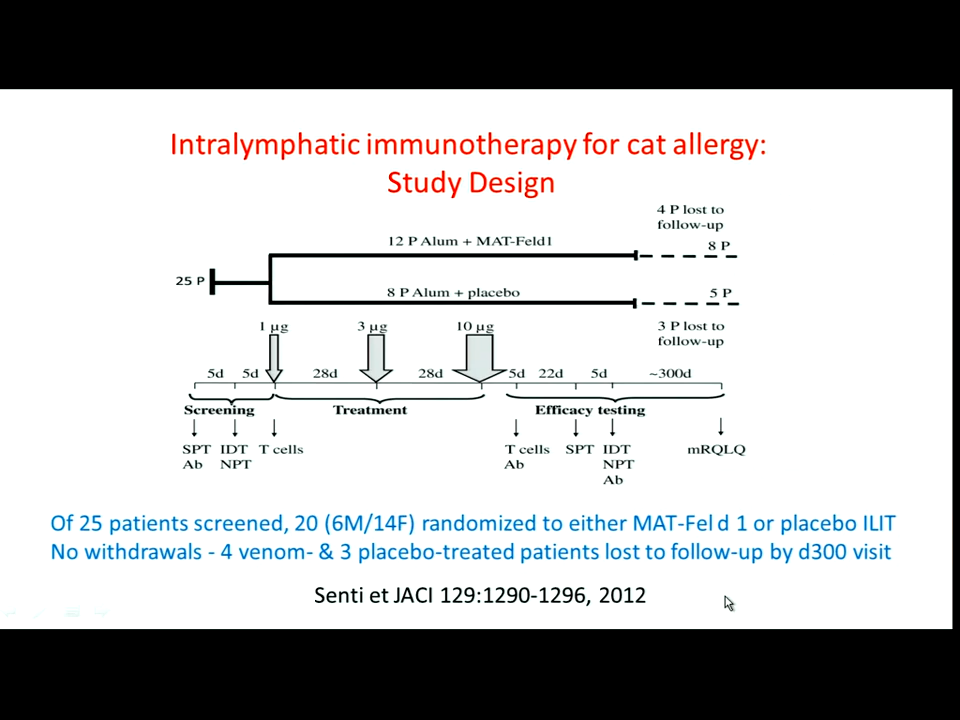 Intralymphatic immunotherapy for cat allergy:
Study Design
4 P lost to
follow-up
12 P Alum + MAT-Feld1
8 P
25 P
8 P Alum + placebo
5 P
1 µg
3 µg
10 µg
3 P lost to
follow-up
5d 5d 28d 28d 5d 22d 5d ~300d
Screening
Treatment
Efficacy testing
SPT IDT T cells
Ab NPT
T cells SPT IDT mRQLQ
Ab NPT
Ab
Of 25 patients screened, 20 (6M/14F) randomized to either MAT-Fel d 1 or placebo ILIT
No withdrawals - 4 venom- & 3 placebo-treated patients lost to follow-up by d300 visit
Senti et JACI 129:1290-1296, 2012